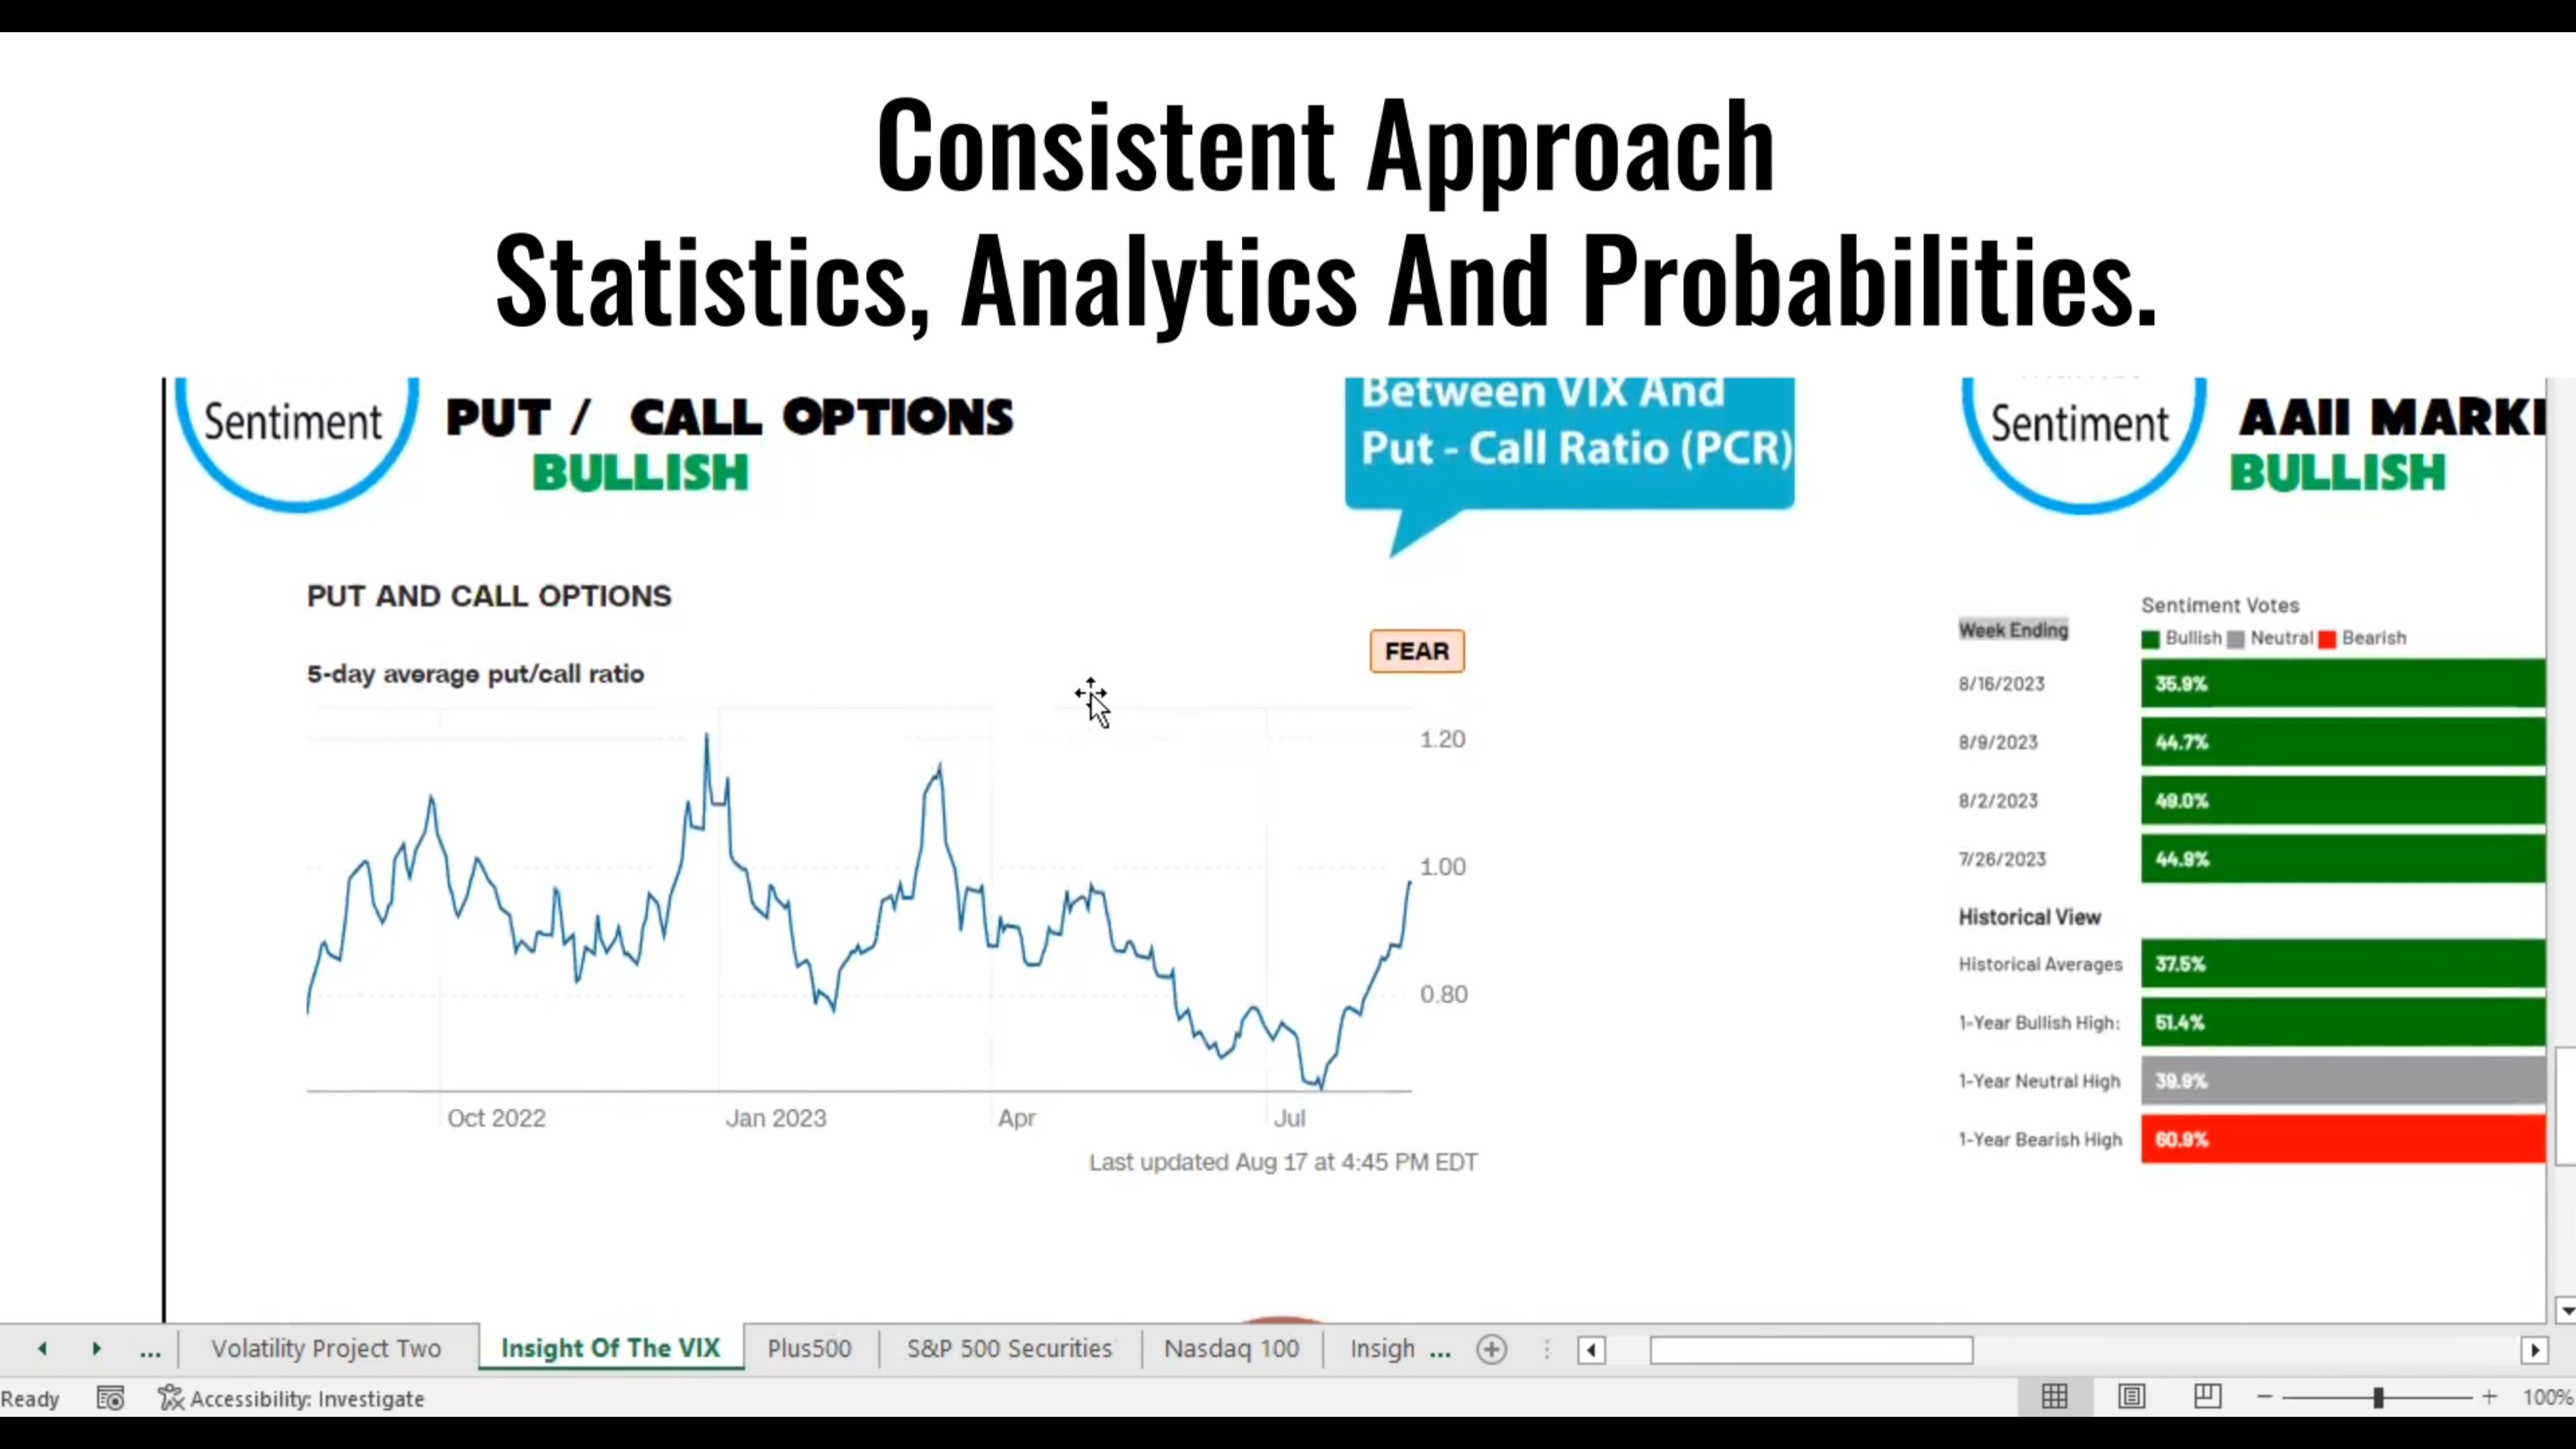 Consistent Approach
Statistics, Analytics And Probabilities.
Sentiment
PUT / CALL OPTIONS
BULLISH
Between VIX And
Put - Call Ratio (PCR)
Sentiment
AAII MARKE
BULLISH
PUT AND CALL OPTIONS
FEAR
5-day average put/call ratio
1.20
1.00
0.80
Oct 2022
Jan 2023
Apr
Jul
Last updated Aug 17 at 4:45 PM EDT
Sentiment Votes
Week Ending
Bullish Neutral Bearish
8/16/2023 35.9%
8/9/2023 44.7%
8/2/2023 49.0%
7/26/2023 44.9%
Historical View
Historical Averages 37.5%
1-Year Bullish High: 51.4%
1-Year Neutral High 39.9%
1-Year Bearish High 60.9%
... Volatility Project Two Insight Of The VIX Plus500 S&P 500 Securities Nasdaq 100 Insigh ...
Ready Accessibility: Investigate 100%